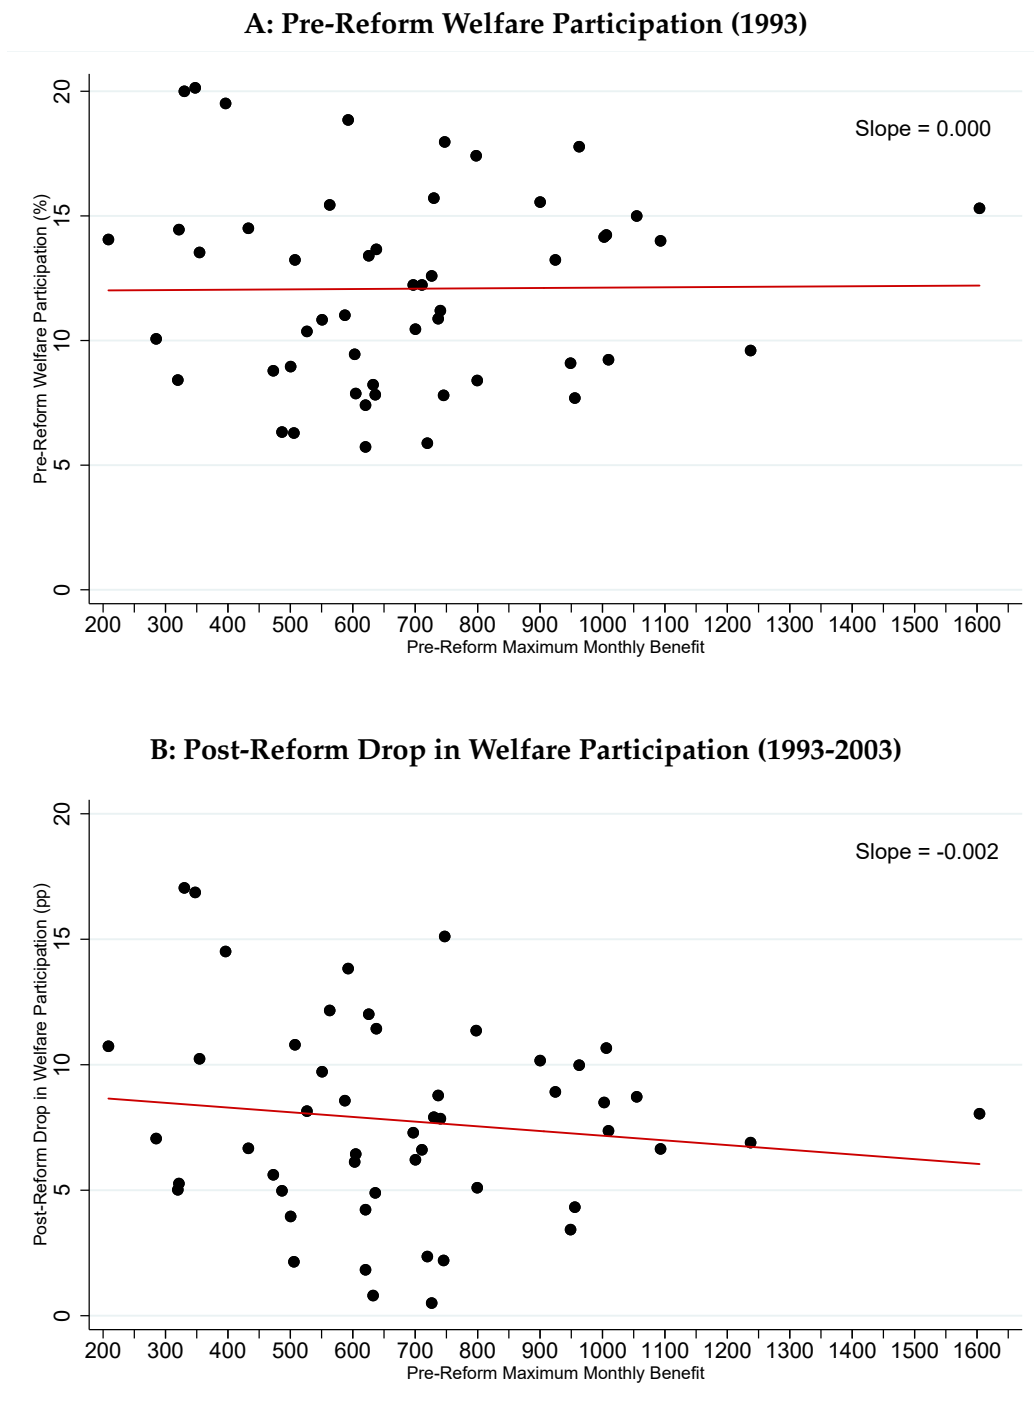 A: Pre-Reform Welfare Participation (1993)
20
15
10
5
0
Pre-Reform Welfare Participation (%)
Slope = 0.000
200 300 400 500 600 700 800 900 1000 1100 1200 1300 1400 1500 1600
Pre-Reform Maximum Monthly Benefit
B: Post-Reform Drop in Welfare Participation (1993-2003)
20
15
10
5
0
Post-Reform Drop in Welfare Participation (pp)
Slope = -0.002
200 300 400 500 600 700 800 900 1000 1100 1200 1300 1400 1500 1600
Pre-Reform Maximum Monthly Benefit